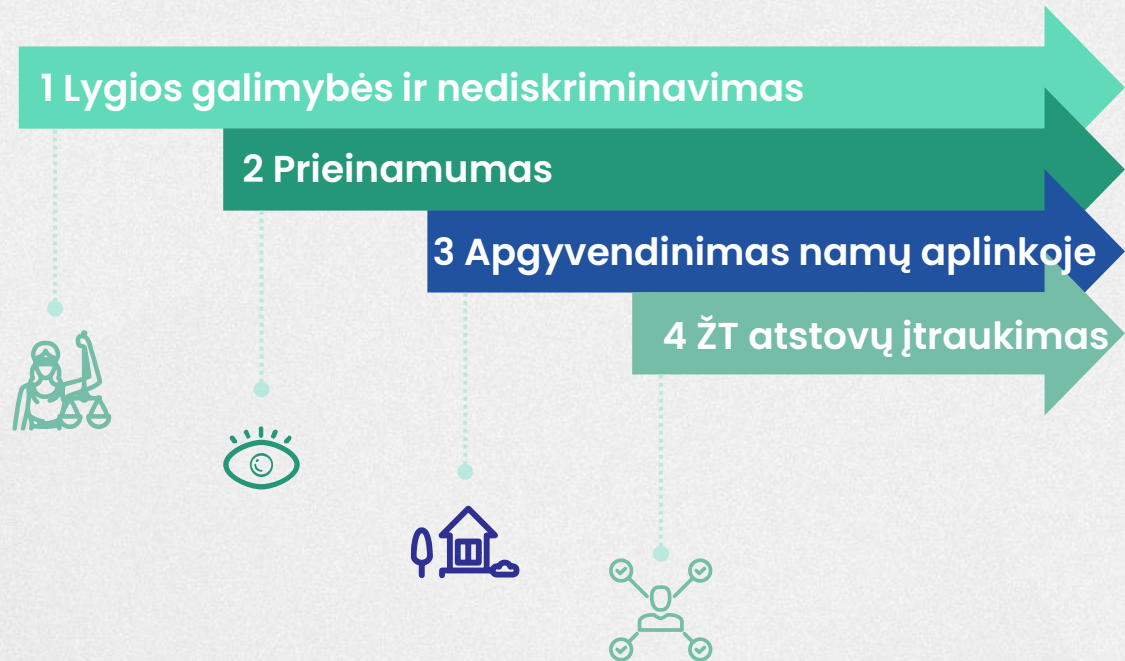 1 Lygios galimybės ir nediskriminavimas
2 Prieinamumas
3 Apgyvendinimas namų aplinkoje
4 ŽT atstovų įtraukimas